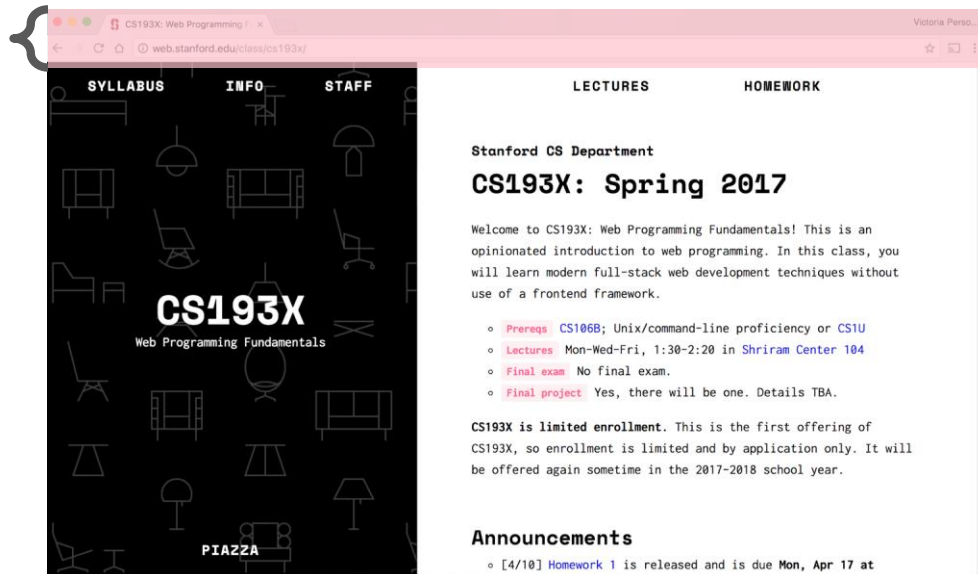 CS193X: Web Programming F
Victoria Perso...
web.stanford.edu/class/cs193x/
SYLLABUS INFO STAFF
LECTURES HOMEWORK
CS193X
Web Programming Fundamentals
PIAZZA
Stanford CS Department
CS193X: Spring 2017
Welcome to CS193X: Web Programming Fundamentals! This is an
opinionated introduction to web programming. In this class, you
will learn modern full-stack web development techniques without
use of a frontend framework.
Prereqs CS106B; Unix/command-line proficiency or CS1U
Lectures Mon-Wed-Fri, 1:30-2:20 in Shriram Center 104
Final exam No final exam.
Final project Yes, there will be one. Details TBA.
CS193X is limited enrollment. This is the first offering of
CS193X, so enrollment is limited and by application only. It will
be offered again sometime in the 2017-2018 school year.
Announcements
[4/10] Homework 1 is released and is due Mon, Apr 17 at